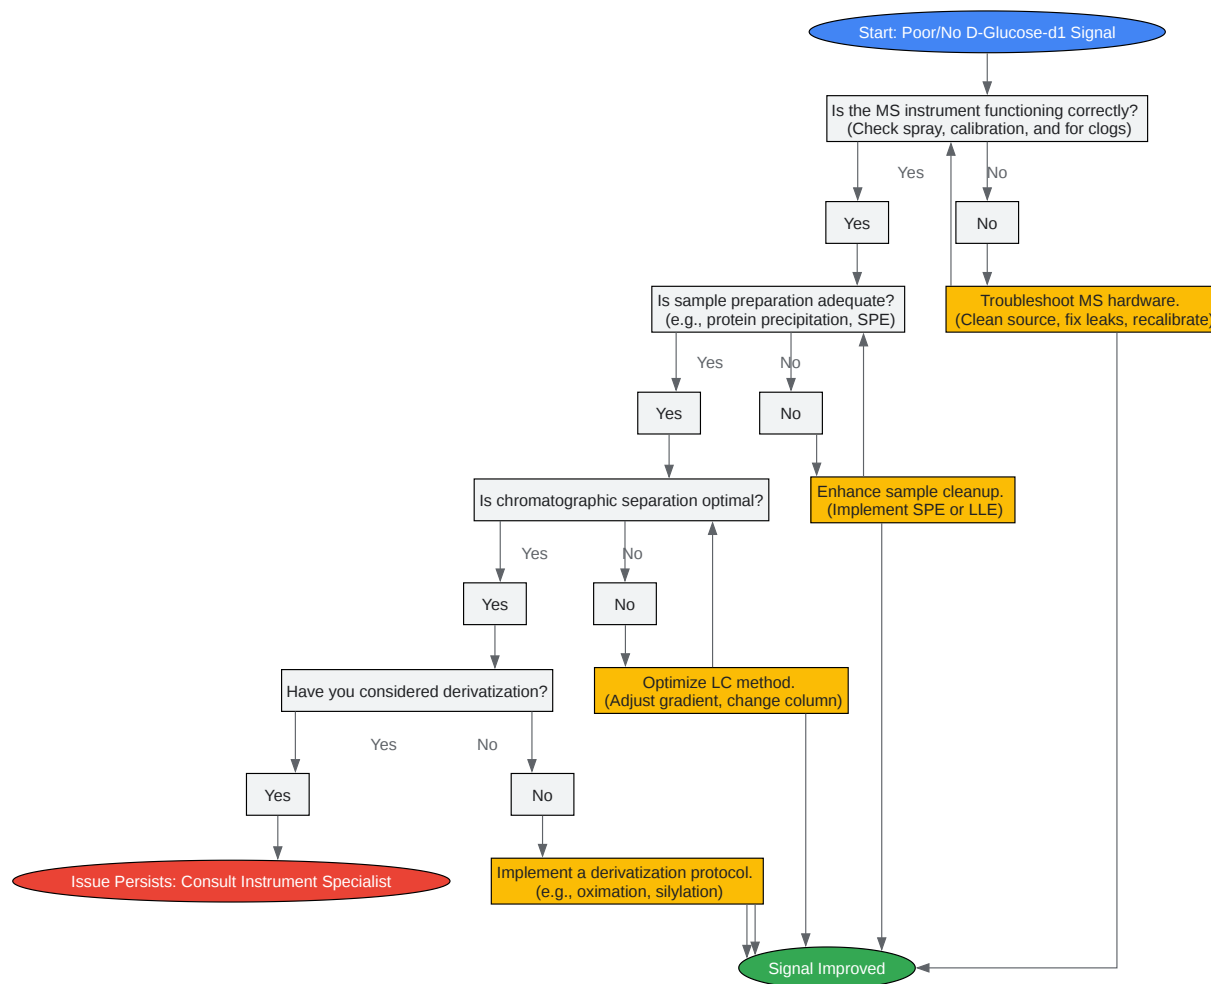 Start: Poor/No D-Glucose-d1 Signal
Is the MS instrument functioning correctly?
(Check spray, calibration, and for clogs)
Yes
No
Yes
No
Troubleshoot MS hardware.
(Clean source, fix leaks, recalibrate)
Is sample preparation adequate?
(e.g., protein precipitation, SPE)
Yes
No
Yes
No
Enhance sample cleanup.
(Implement SPE or LLE)
Is chromatographic separation optimal?
Yes
No
Yes
No
Optimize LC method.
(Adjust gradient, change column)
Have you considered derivatization?
Yes
No
Yes
No
Issue Persists: Consult Instrument Specialist
Implement a derivatization protocol.
(e.g., oximation, silylation)
Signal Improved